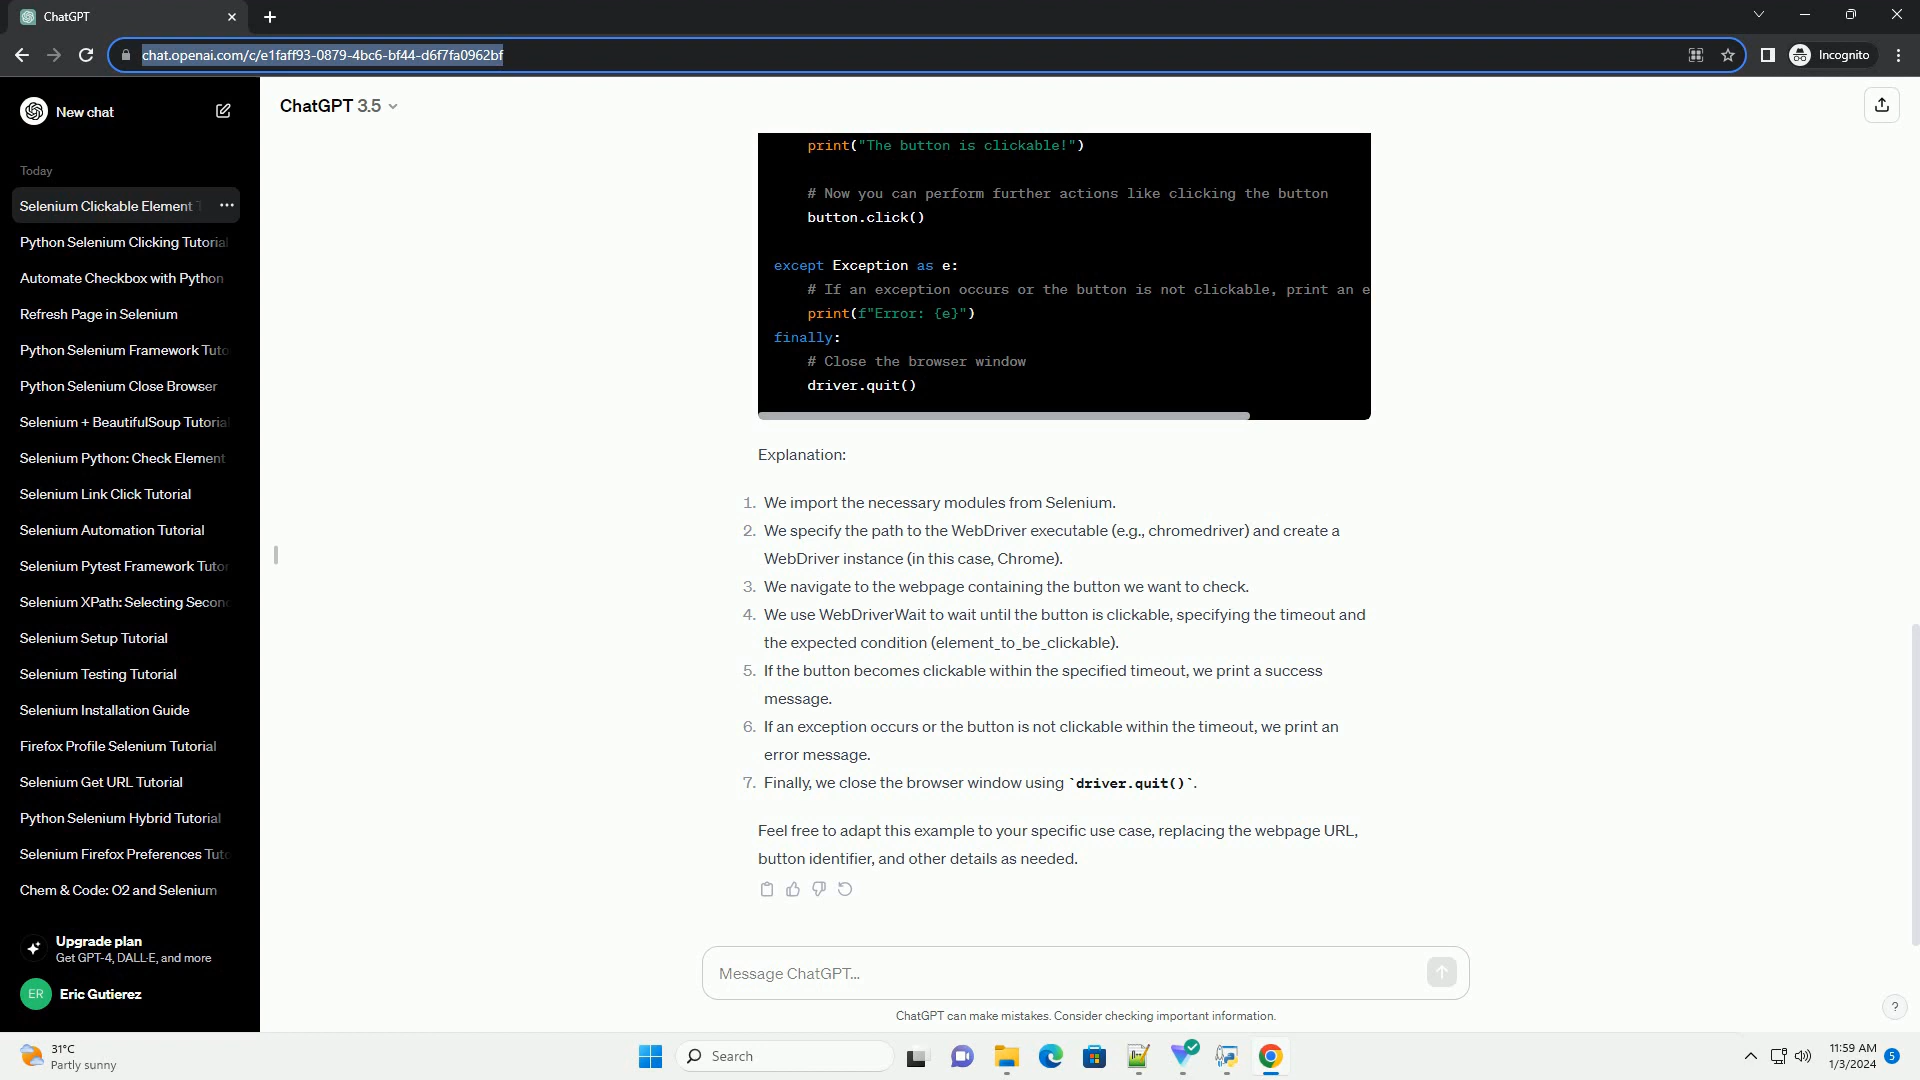 ChatGPT
chat.openai.com/c/e1faff93-0879-4bc6-bf44-d6f7fa0962bf
Incognito
New chat
ChatGPT 3.5
Today
Selenium Clickable Element T
Python Selenium Clicking Tutorial
Automate Checkbox with Python
Refresh Page in Selenium
Python Selenium Framework Tuto
Python Selenium Close Browser
Selenium + BeautifulSoup Tutorial
Selenium Python: Check Element
Selenium Link Click Tutorial
Selenium Automation Tutorial
Selenium Pytest Framework Tutor
Selenium XPath: Selecting Secon
Selenium Setup Tutorial
Selenium Testing Tutorial
Selenium Installation Guide
Firefox Profile Selenium Tutorial
Selenium Get URL Tutorial
Python Selenium Hybrid Tutorial
Selenium Firefox Preferences Tuto
Chem & Code: O2 and Selenium
Upgrade plan
Get GPT-4, DALL·E, and more
ER Eric Gutierez
print("The button is clickable!")
# Now you can perform further actions like clicking the button
button.click()
except Exception as e:
# If an exception occurs or the button is not clickable, print an e
print(f"Error: {e}")
finally:
# Close the browser window
driver.quit()
Explanation:
1. We import the necessary modules from Selenium.
2. We specify the path to the WebDriver executable (e.g., chromedriver) and create a
WebDriver instance (in this case, Chrome).
3. We navigate to the webpage containing the button we want to check.
4. We use WebDriverWait to wait until the button is clickable, specifying the timeout and
the expected condition (element_to_be_clickable).
5. If the button becomes clickable within the specified timeout, we print a success
message.
6. If an exception occurs or the button is not clickable within the timeout, we print an
error message.
7. Finally, we close the browser window using `driver.quit()`.
Feel free to adapt this example to your specific use case, replacing the webpage URL,
button identifier, and other details as needed.
Message ChatGPT...
ChatGPT can make mistakes. Consider checking important information.
?
31°C
Partly sunny
Search
11:59 AM
1/3/2024
5